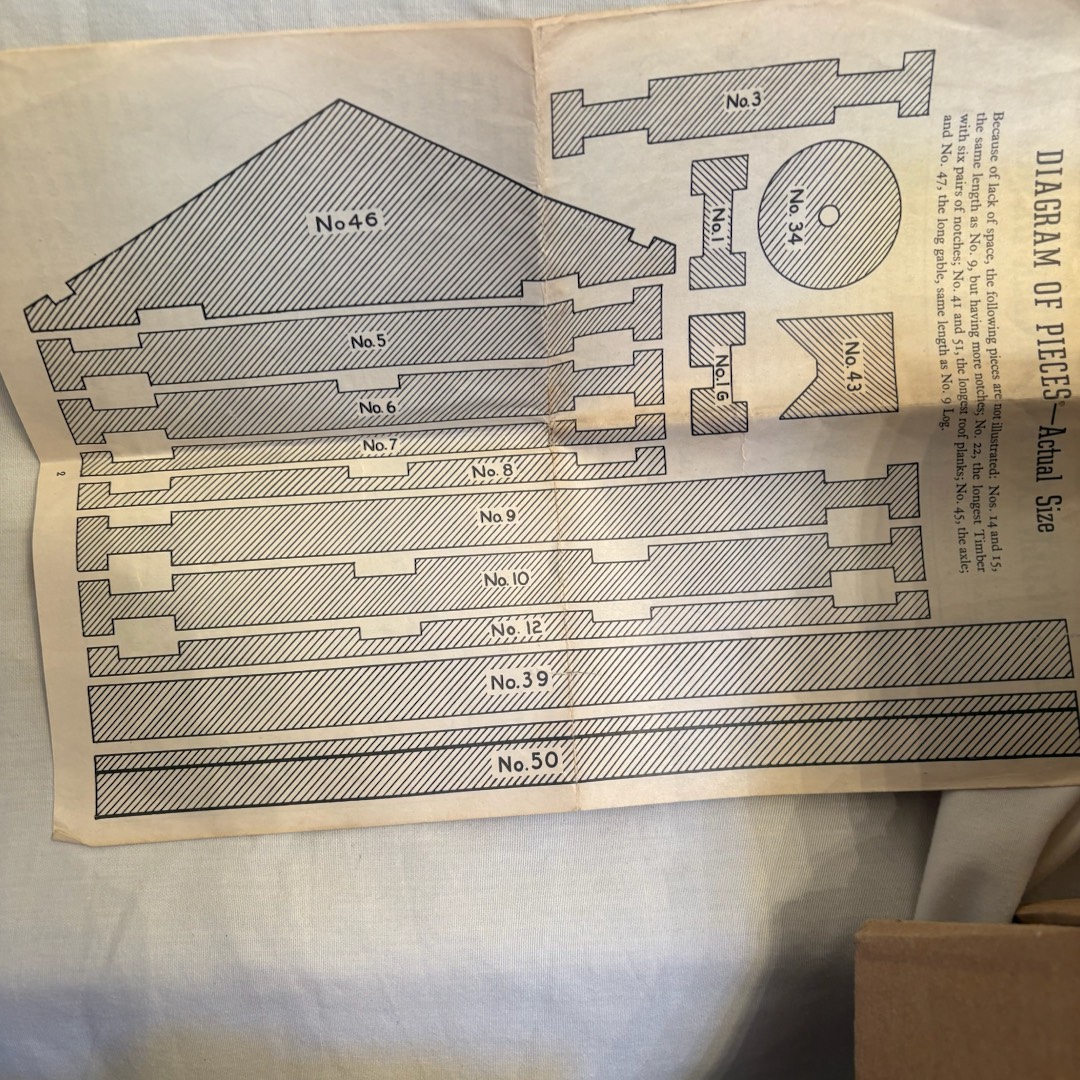 DIAGRAM OF PIECES—Actual Size
Because of lack of space, the following pieces are not illustrated: Nos. 14 and 15,
the same length as No. 9, but having more notches; No. 22, the longest Timber
with six pairs of notches; No. 41 and 51, the longest roof planks; No. 45, the axle;
and No. 47, the long gable, same length as No. 9 Log.
No.3
No. 34
No.1
No.43
No.1G
No46
No.5
No.6
No.7
No.8
No.9
No.10
No.12
No.39
No.50
2